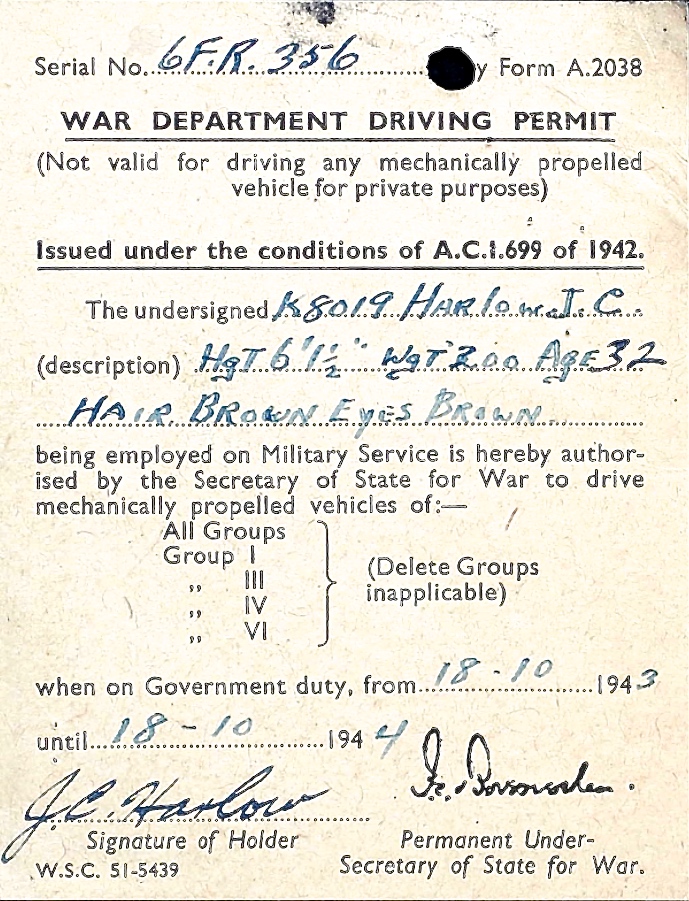 Serial No. 6F.R. 356 y Form A.2038
WAR DEPARTMENT DRIVING PERMIT
(Not valid for driving any mechanically propelled
vehicle for private purposes)
Issued under the conditions of A.C.I.699 of 1942.
The undersigned K8019 Harlow. J. C.
(description) HgT 6'1½" WgT 200 Age 32
HAIR BROWN EyES BROWN
being employed on Military Service is hereby author-
ised by the Secretary of State for War to drive
mechanically propelled vehicles of:—
All Groups
Group I
„ III
„ IV
„ VI
(Delete Groups
inapplicable)
when on Government duty, from 18-10 1943
until 18-10 1944
J.C. Harlow
Signature of Holder
Permanent Under-
Secretary of State for War.
W.S.C. 51-5439